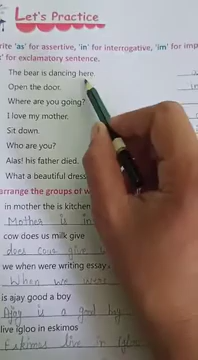 Let's Practice
rite 'as' for assertive, 'in' for interrogative, 'im' for imp
' for exclamatory sentence.
The bear is dancing here.
Open the door.
Where are you going?
I love my mother.
Sit down.
Who are you?
Alas! his father died.
What a beautiful dress
arrange the groups of w
in mother the is kitchen
Mother is in
cow does us milk give
does cow give
we when were writing essay
When we were
is ajay good a boy
Ajay is a good boy
live igloo in eskimos
Eskimos live in